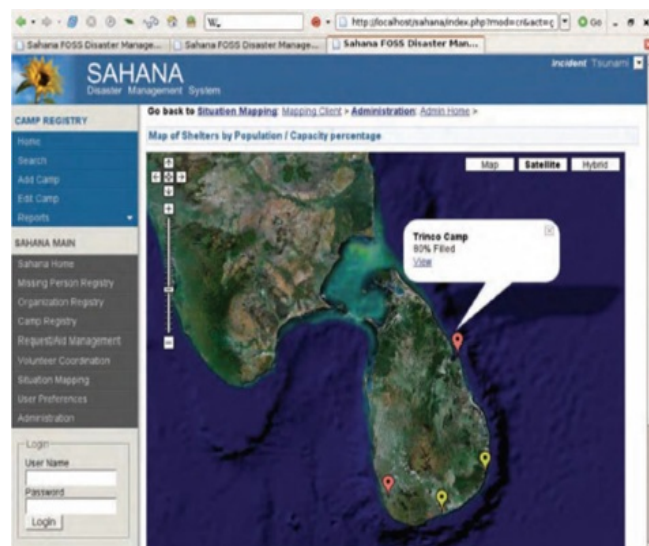 W.
http://localhost/sahana/index.php?mod=cr&act=g
Go
Sahana FOSS Disaster Manage...
Sahana FOSS Disaster Manage...
Sahana FOSS Disaster Man...
SAHANA
Disaster Management System
Incident Tsunami
CAMP REGISTRY
Home
Search
Add Camp
Edit Camp
Reports
SAHANA MAIN
Sahana Home
Missing Person Registry
Organization Registry
Camp Registry
Request/Aid Management
Volunteer Coordination
Situation Mapping
User Preferences
Administration
Login
User Name
Password
Login
Go back to Situation Mapping: Mapping Client > Administration: Admin Home >
Map of Shelters by Population / Capacity percentage
Map
Satellite
Hybrid
Trinco Camp
80% Filled
View